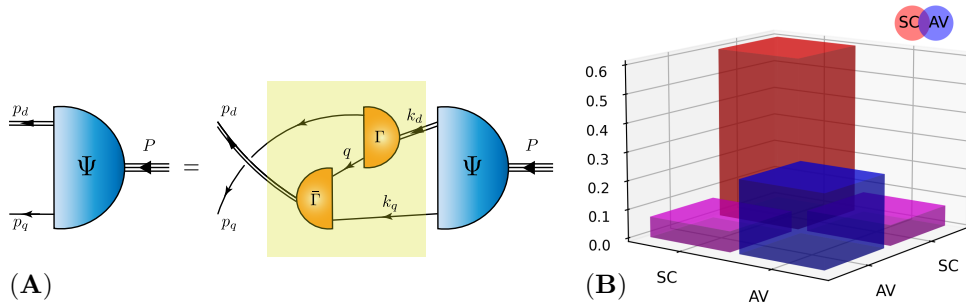 p_d
Ψ
P
p_q
=
p_d
Γ
k_d
q
Γ̄
Ψ
P
k_q
p_q
(A)
SC AV
0.6
0.5
0.4
0.3
0.2
0.1
0.0
SC
AV
AV
SC
(B)